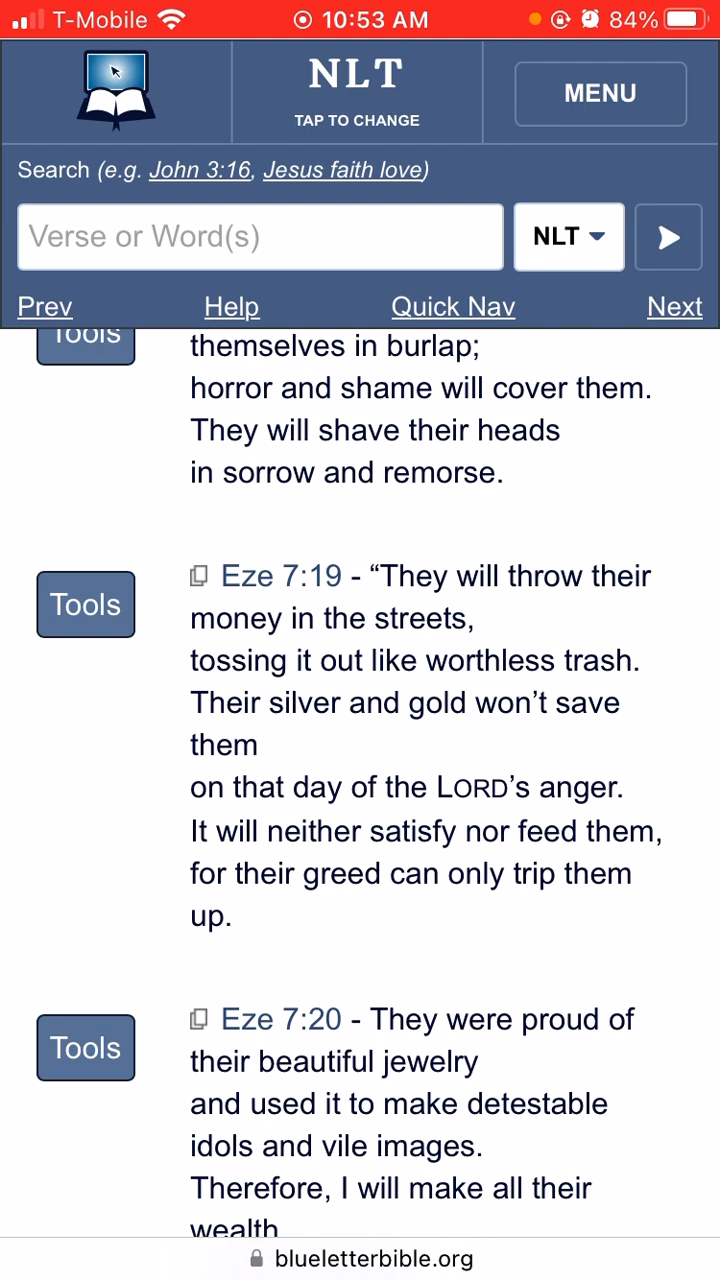 T-Mobile 10:53 AM 84%
NLT
TAP TO CHANGE
MENU
Search (e.g. John 3:16, Jesus faith love)
Verse or Word(s) NLT
Prev Help Quick Nav Next
Tools
themselves in burlap;
horror and shame will cover them.
They will shave their heads
in sorrow and remorse.
Tools
Eze 7:19 - “They will throw their
money in the streets,
tossing it out like worthless trash.
Their silver and gold won’t save
them
on that day of the LORD’s anger.
It will neither satisfy nor feed them,
for their greed can only trip them
up.
Tools
Eze 7:20 - They were proud of
their beautiful jewelry
and used it to make detestable
idols and vile images.
Therefore, I will make all their
wealth
blueletterbible.org